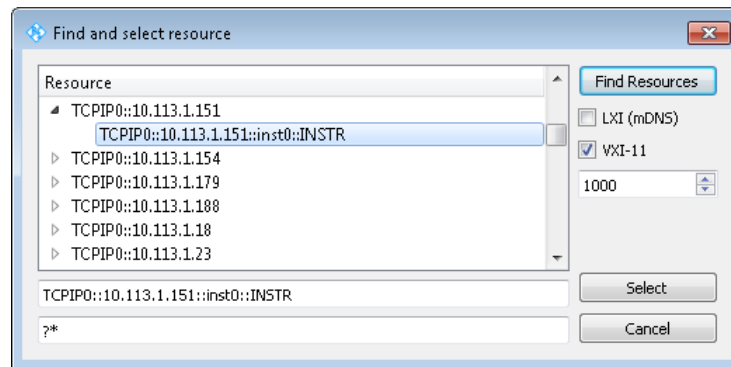 Find and select resource
Resource
Find Resources
TCPIP0::10.113.1.151
LXI (mDNS)
TCPIP0::10.113.1.151::inst0::INSTR
VXI-11
TCPIP0::10.113.1.154
TCPIP0::10.113.1.179
1000
TCPIP0::10.113.1.188
TCPIP0::10.113.1.18
TCPIP0::10.113.1.23
TCPIP0::10.113.1.151::inst0::INSTR
Select
?*
Cancel